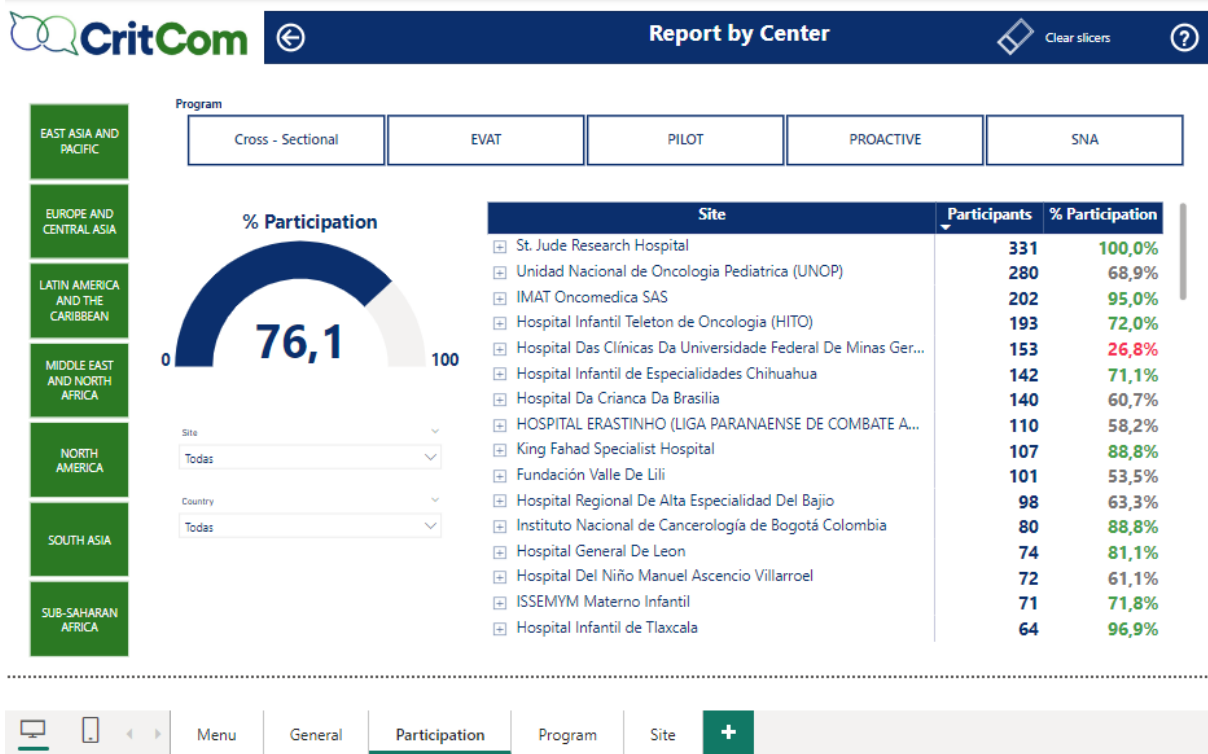 CritCom
Report by Center
Clear slicers
?
Program
EAST ASIA AND
PACIFIC
EUROPE AND
CENTRAL ASIA
LATIN AMERICA
AND THE
CARIBBEAN
MIDDLE EAST
AND NORTH
AFRICA
NORTH
AMERICA
SOUTH ASIA
SUB-SAHARAN
AFRICA
Cross - Sectional EVAT PILOT PROACTIVE SNA
% Participation
76,1
0 100
Site
Todas
Country
Todas
Site Participants % Participation
St. Jude Research Hospital 331 100,0%
Unidad Nacional de Oncologia Pediatrica (UNOP) 280 68,9%
IMAT Oncomedica SAS 202 95,0%
Hospital Infantil Teleton de Oncologia (HITO) 193 72,0%
Hospital Das Clínicas Da Universidade Federal De Minas Ger... 153 26,8%
Hospital Infantil de Especialidades Chihuahua 142 71,1%
Hospital Da Crianca Da Brasilia 140 60,7%
HOSPITAL ERASTINHO (LIGA PARANAENSE DE COMBATE A... 110 58,2%
King Fahad Specialist Hospital 107 88,8%
Fundación Valle De Lili 101 53,5%
Hospital Regional De Alta Especialidad Del Bajio 98 63,3%
Instituto Nacional de Cancerología de Bogotá Colombia 80 88,8%
Hospital General De Leon 74 81,1%
Hospital Del Niño Manuel Ascencio Villarroel 72 61,1%
ISSEMYM Materno Infantil 71 71,8%
Hospital Infantil de Tlaxcala 64 96,9%
Menu General Participation Program Site +